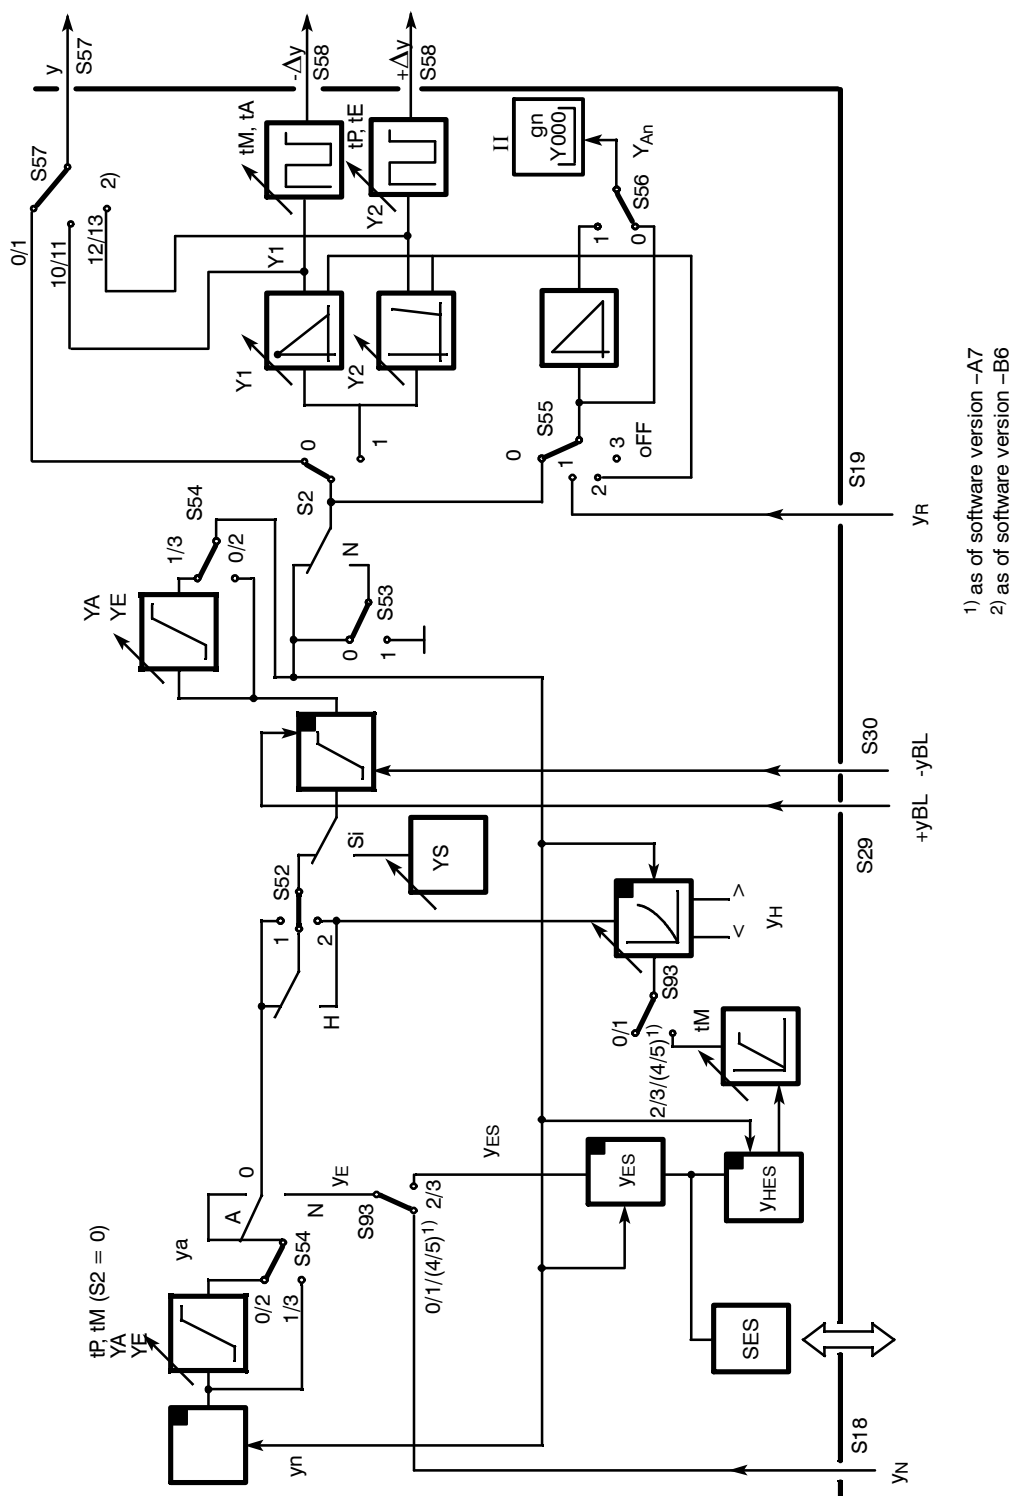 y
S57
-Δy
S58
+Δy
S58
S57
0/1
10/11
12/13
2)
tM, tA
tP, tE
Y1
Y2
Y1
Y2
II
gn
Y000
YAn
S56
1
0
S55
0
1
2
3
oFF
S2
0
1
N
S53
0
1
YA
YE
S54
1/3
0/2
yR
S19
S30
-yBL
+yBL
S29
Si
YS
S52
1
2
H
yH
<
>
S93
0/1
2/3/(4/5)1)
tM
A
0
N
ya
yE
S93
2/3
0/1/(4/5)1)
yES
yES
yHES
SES
tP, tM (S2 = 0)
YA
YE
S54
0/2
1/3
yn
S18
yN
1) as of software version –A7
2) as of software version –B6